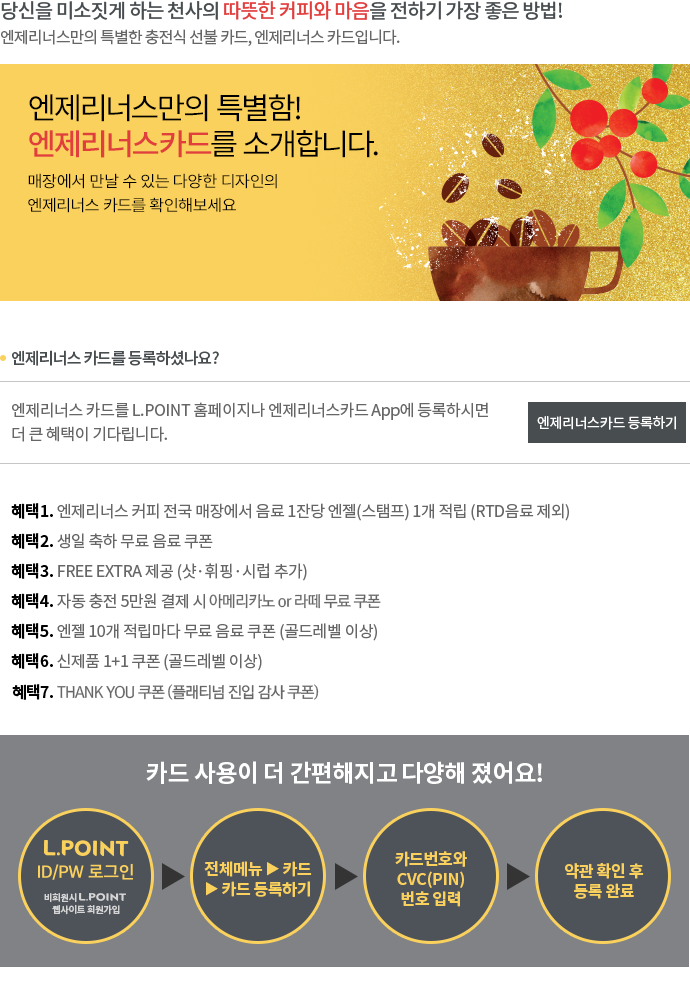 당신을 미소짓게 하는 천사의 따뜻한 커피와 마음을 전하기 가장 좋은 방법!
엔제리너스만의 특별한 충전식 선불 카드, 엔제리너스 카드입니다.
엔제리너스만의 특별함!
엔제리너스카드를 소개합니다.
매장에서 만날 수 있는 다양한 디자인의
엔제리너스 카드를 확인해보세요
엔제리너스 카드를 등록하셨나요?
엔제리너스 카드를 L.POINT 홈페이지나 엔제리너스카드 App에 등록하시면
더 큰 혜택이 기다립니다.
엔제리너스카드 등록하기
혜택1. 엔제리너스 커피 전국 매장에서 음료 1잔당 엔젤(스탬프) 1개 적립 (RTD음료 제외)
혜택2. 생일 축하 무료 음료 쿠폰
혜택3. FREE EXTRA 제공 (샷·휘핑·시럽 추가)
혜택4. 자동 충전 5만원 결제 시 아메리카노 or 라떼 무료 쿠폰
혜택5. 엔젤 10개 적립마다 무료 음료 쿠폰 (골드레벨 이상)
혜택6. 신제품 1+1 쿠폰 (골드레벨 이상)
혜택7. THANK YOU 쿠폰 (플래티넘 진입 감사 쿠폰)
카드 사용이 더 간편해지고 다양해 졌어요!
L.POINT
ID/PW 로그인
비회원시 L.POINT
웹사이트 회원가입
전체메뉴 ▶ 카드
▶ 카드 등록하기
카드번호와
CVC(PIN)
번호 입력
약관 확인 후
등록 완료